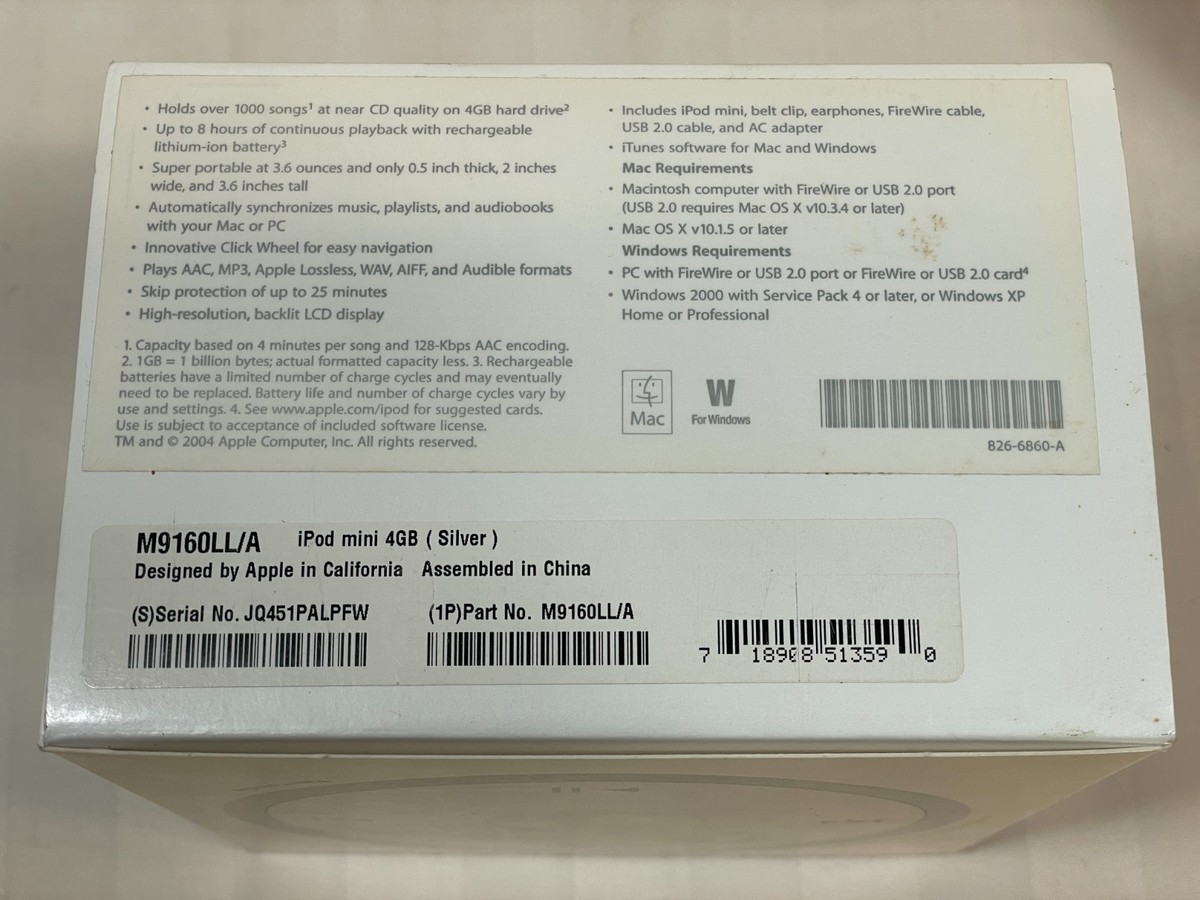 • Holds over 1000 songs¹ at near CD quality on 4GB hard drive²
• Up to 8 hours of continuous playback with rechargeable
lithium-ion battery³
• Super portable at 3.6 ounces and only 0.5 inch thick, 2 inches
wide, and 3.6 inches tall
• Automatically synchronizes music, playlists, and audiobooks
with your Mac or PC
• Innovative Click Wheel for easy navigation
• Plays AAC, MP3, Apple Lossless, WAV, AIFF, and Audible formats
• Skip protection of up to 25 minutes
• High-resolution, backlit LCD display
1. Capacity based on 4 minutes per song and 128-Kbps AAC encoding.
2. 1GB = 1 billion bytes; actual formatted capacity less. 3. Rechargeable
batteries have a limited number of charge cycles and may eventually
need to be replaced. Battery life and number of charge cycles vary by
use and settings. 4. See www.apple.com/ipod for suggested cards.
Use is subject to acceptance of included software license.
TM and © 2004 Apple Computer, Inc. All rights reserved.
• Includes iPod mini, belt clip, earphones, FireWire cable,
USB 2.0 cable, and AC adapter
• iTunes software for Mac and Windows
Mac Requirements
• Macintosh computer with FireWire or USB 2.0 port
(USB 2.0 requires Mac OS X v10.3.4 or later)
• Mac OS X v10.1.5 or later
Windows Requirements
• PC with FireWire or USB 2.0 port or FireWire or USB 2.0 card⁴
• Windows 2000 with Service Pack 4 or later, or Windows XP
Home or Professional
Mac
W
For Windows
826-6860-A
M9160LL/A iPod mini 4GB ( Silver )
Designed by Apple in California Assembled in China
(S)Serial No. JQ451PALPFW (1P)Part No. M9160LL/A
7 18908 51359 0